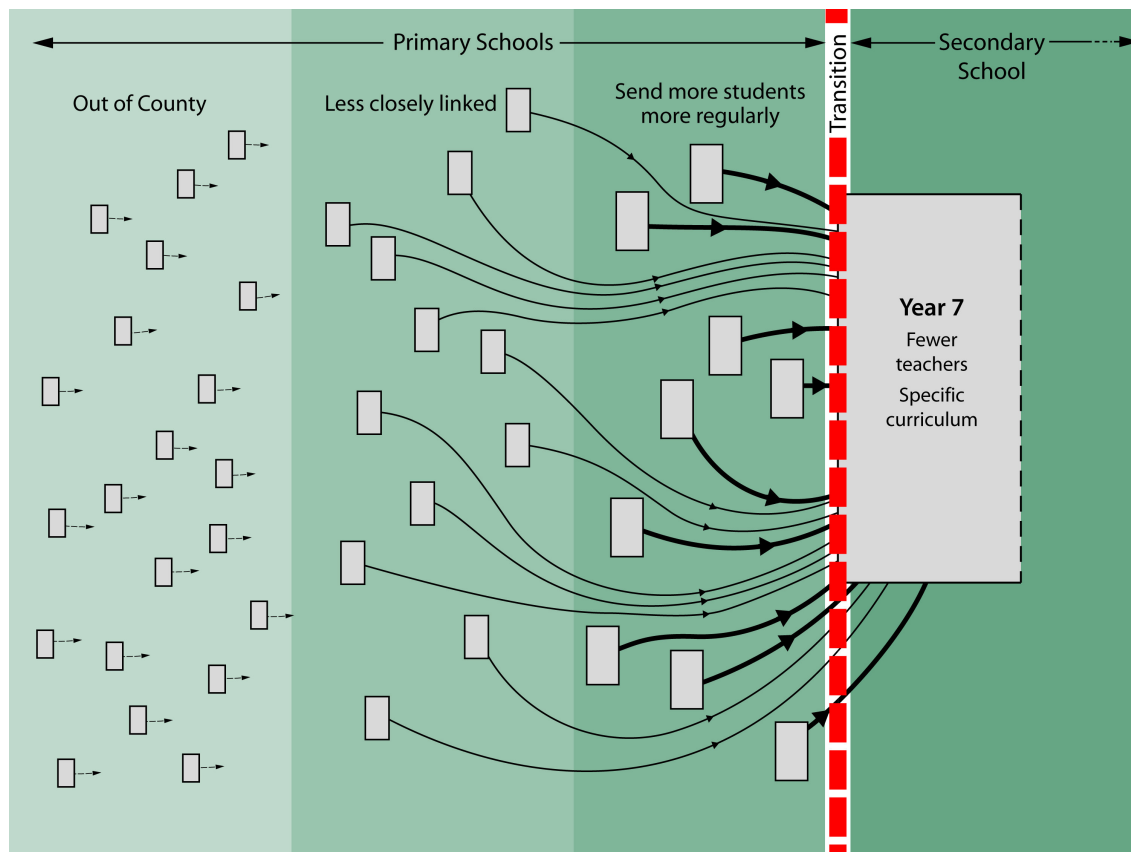 Primary Schools
Secondary
School
Out of County
Less closely linked
Send more students
more regularly
Transition
Year 7
Fewer
teachers
Specific
curriculum